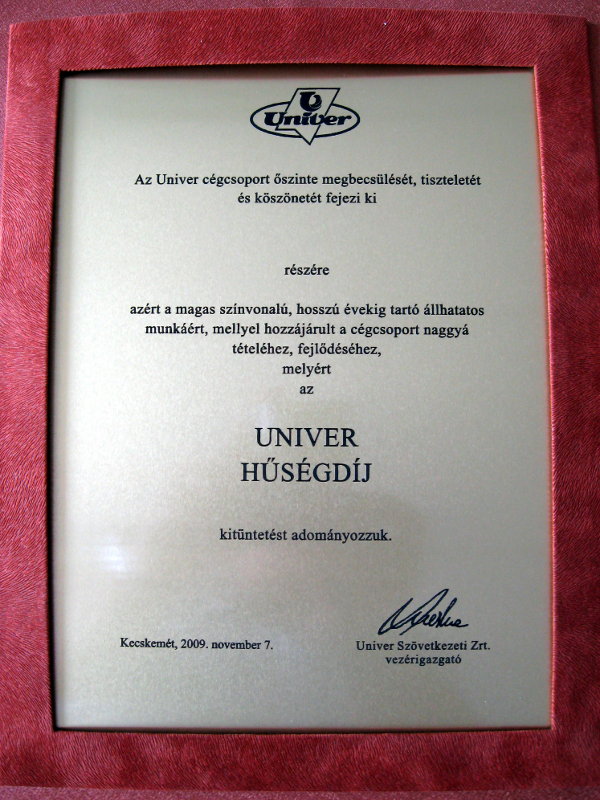 Univer
Az Univer cégcsoport őszinte megbecsülését, tiszteletét
és köszönetét fejezi ki
részére
azért a magas színvonalú, hosszú évekig tartó állhatatos
munkáért, mellyel hozzájárult a cégcsoport naggyá
tételéhez, fejlődéséhez,
melyért
az
UNIVER
HŰSÉGDÍJ
kitüntetést adományozzuk.
Kecskemét, 2009. november 7.
Univer Szövetkezeti Zrt.
vezérigazgató